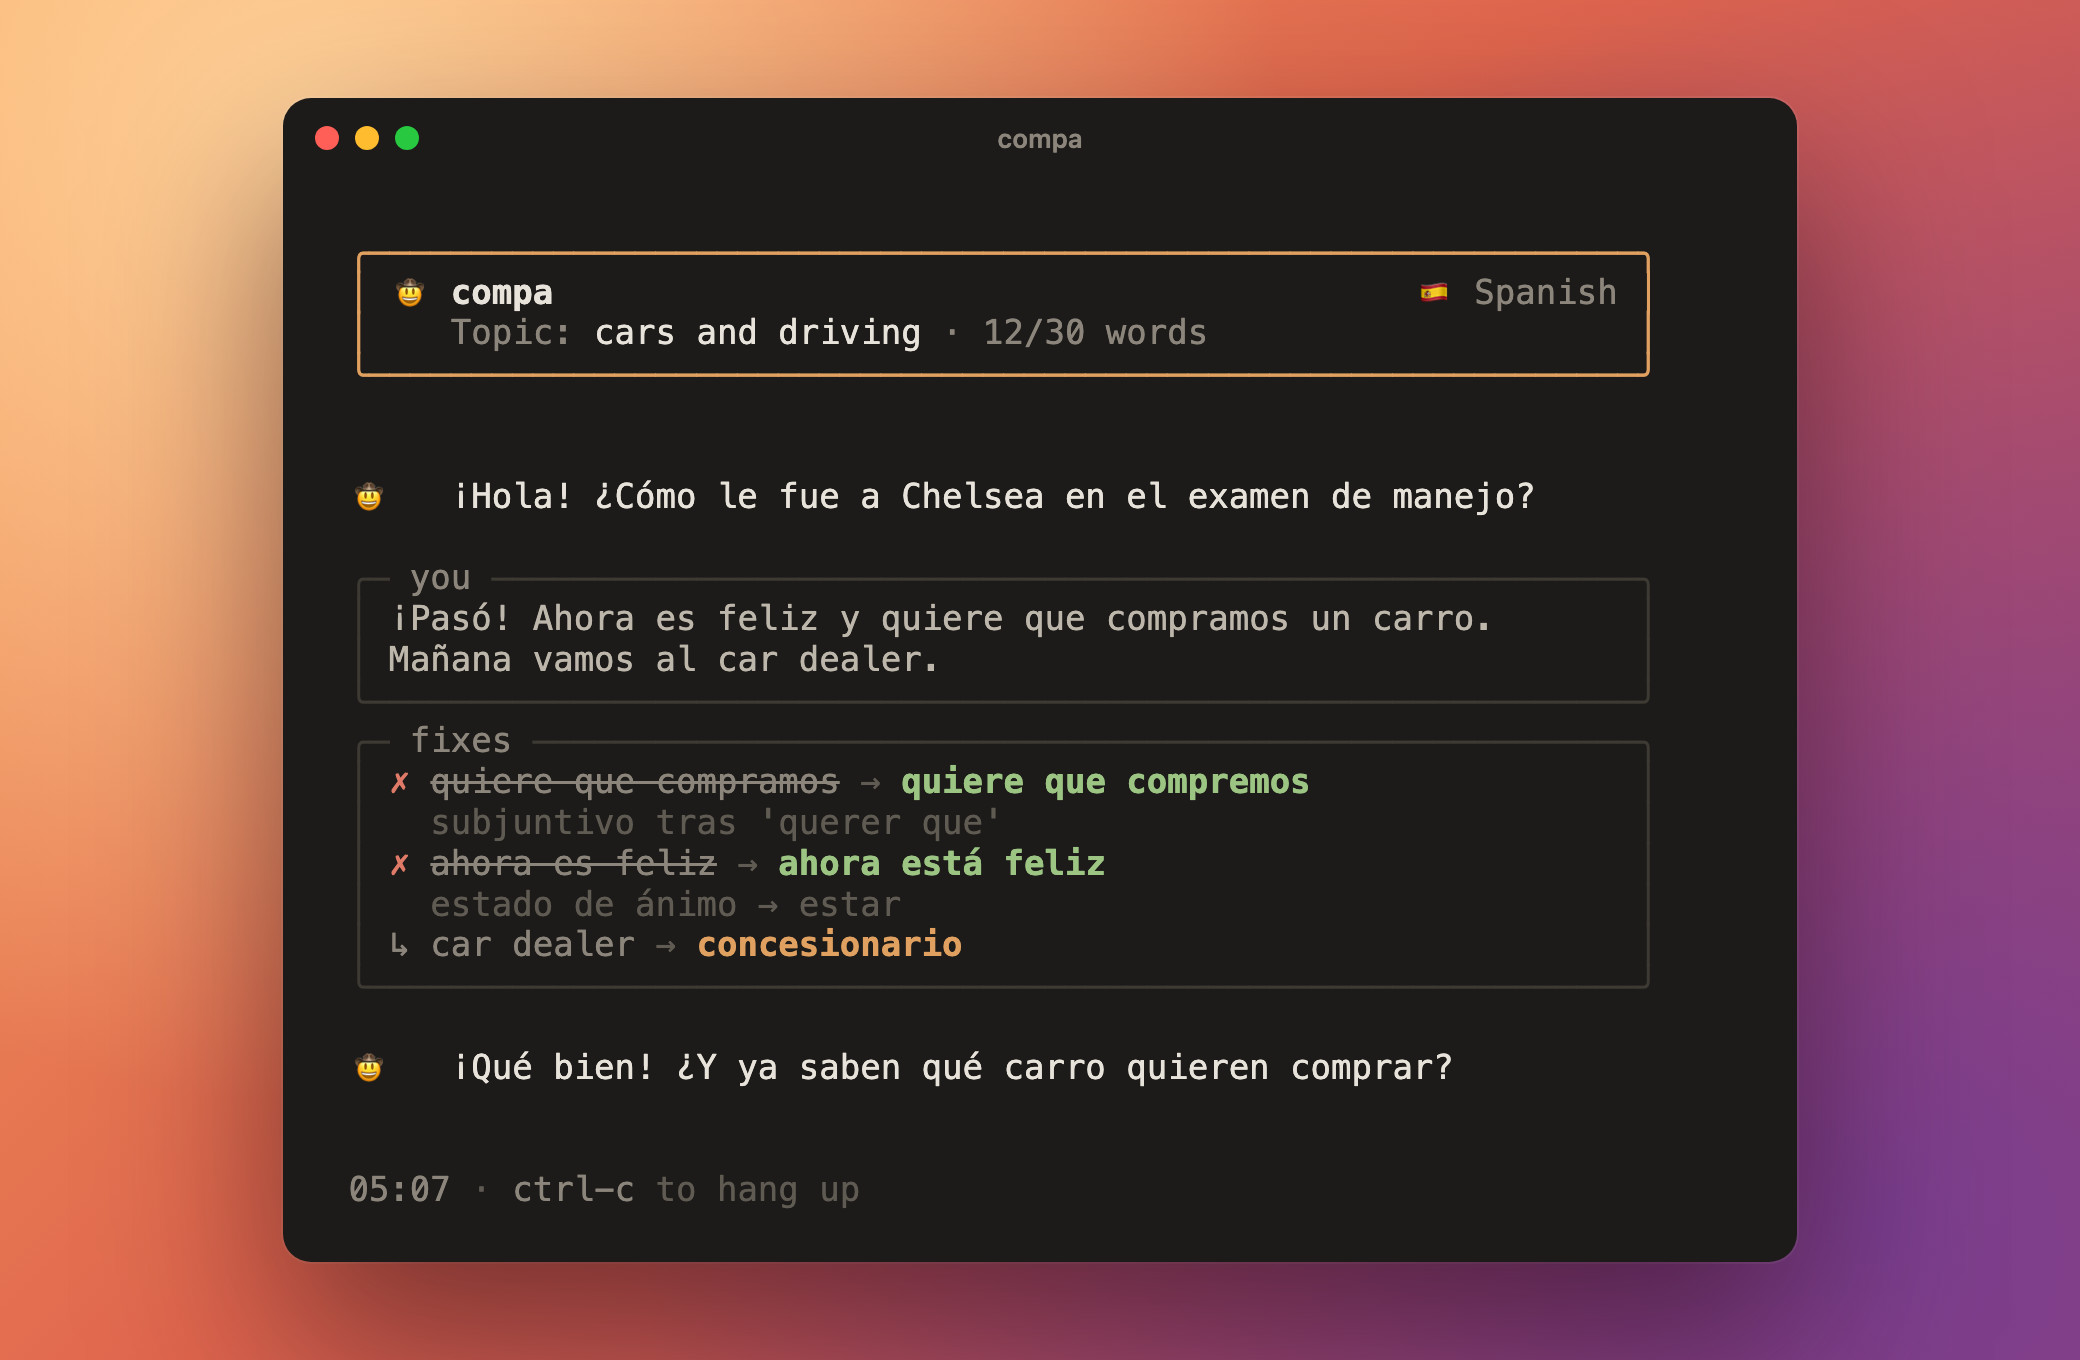 compa
🤠 compa 🇪🇸 Spanish
Topic: cars and driving · 12/30 words
🤠 ¡Hola! ¿Cómo le fue a Chelsea en el examen de manejo?
you
¡Pasó! Ahora es feliz y quiere que compramos un carro.
Mañana vamos al car dealer.
fixes
✗ quiere que compramos → quiere que compremos
subjuntivo tras 'querer que'
✗ ahora es feliz → ahora está feliz
estado de ánimo → estar
↳ car dealer → concesionario
🤠 ¡Qué bien! ¿Y ya saben qué carro quieren comprar?
05:07 · ctrl-c to hang up